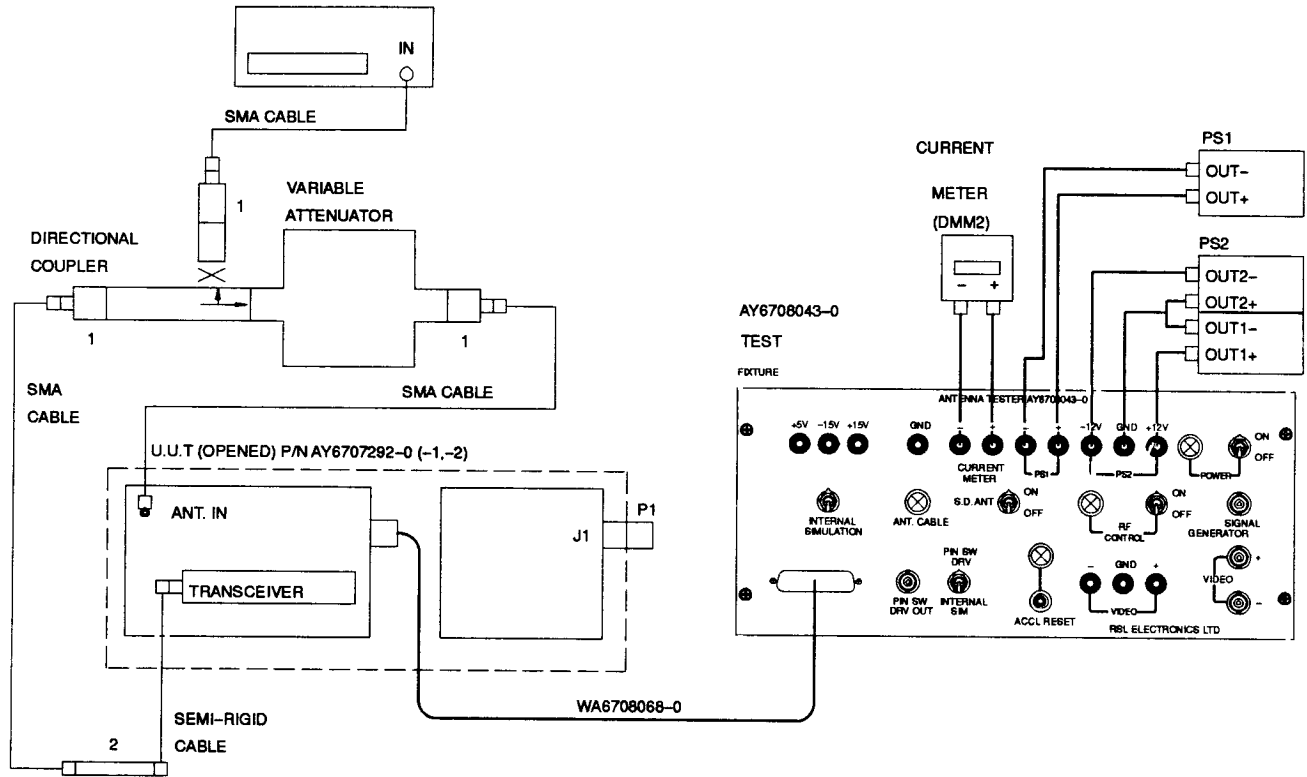 IN
SMA CABLE
1
VARIABLE
ATTENUATOR
DIRECTIONAL
COUPLER
1
1
SMA
CABLE
SMA CABLE
U.U.T (OPENED) P/N AY6707292-0 (-1,-2)
ANT. IN
TRANSCEIVER
J1
P1
SEMI-RIGID
CABLE
2
WA6708068-0
CURRENT
METER
(DMM2)
- +
PS1
OUT-
OUT+
PS2
OUT2-
OUT2+
OUT1-
OUT1+
AY6708043-0
TEST
FIXTURE
ANTENNA TESTER AY6708043-0
+5V -15V +15V GND - + - + -12V GND +12V ON
OFF
CURRENT
METER
PS1
PS2
POWER
INTERNAL
SIMULATION
ANT. CABLE
S.D. ANT
ON
OFF
RF
CONTROL
ON
OFF
SIGNAL
GENERATOR
PIN SW
DRV OUT
PIN SW
DRV
INTERNAL
SIM
ACCL RESET
- GND +
VIDEO
VIDEO
+
-
RSL ELECTRONICS LTD